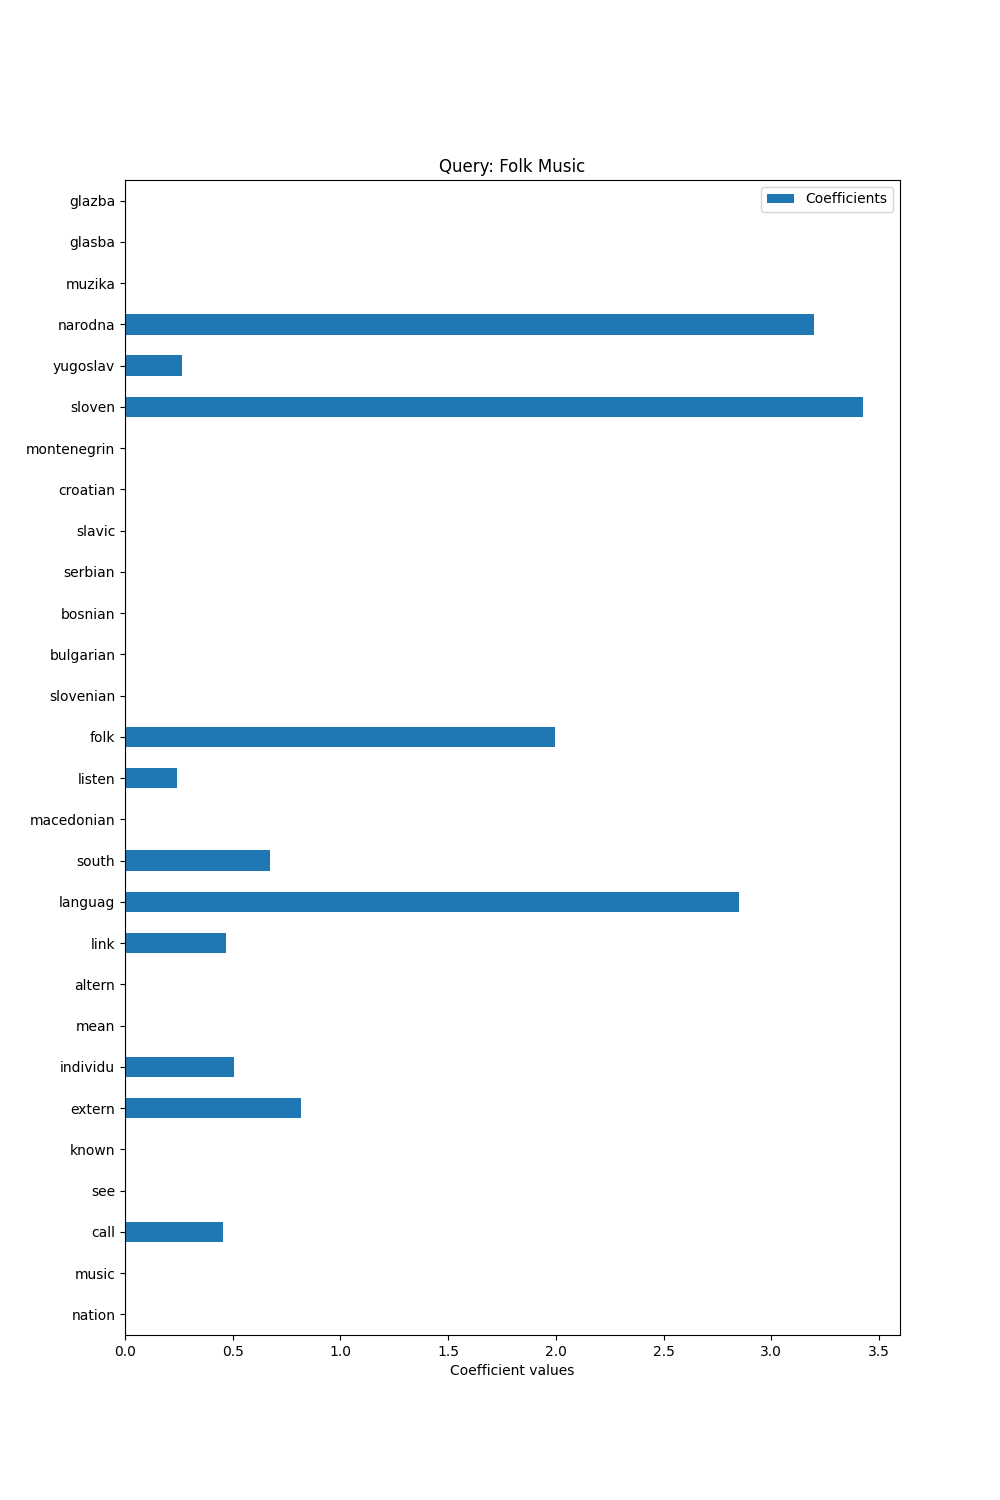 Query: Folk Music
Coefficients
glazba
glasba
muzika
narodna
yugoslav
sloven
montenegrin
croatian
slavic
serbian
bosnian
bulgarian
slovenian
folk
listen
macedonian
south
languag
link
altern
mean
individu
extern
known
see
call
music
nation
0.0 0.5 1.0 1.5 2.0 2.5 3.0 3.5
Coefficient values